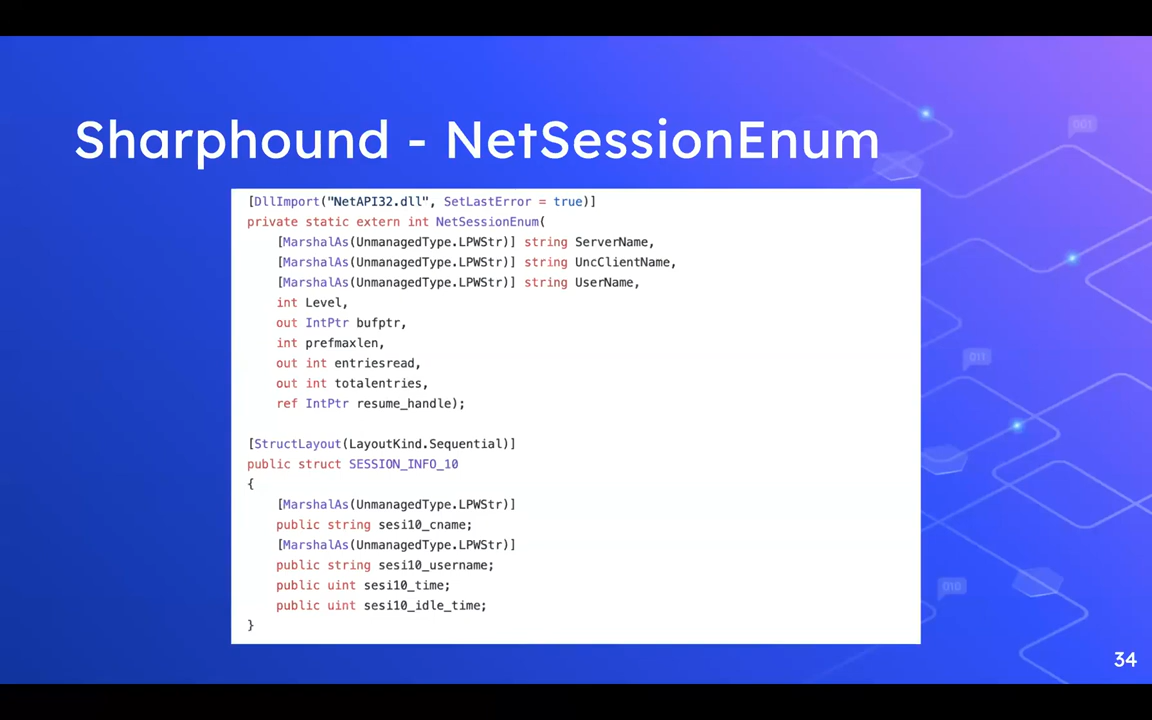 Sharphound - NetSessionEnum
[DllImport("NetAPI32.dll", SetLastError = true)]
private static extern int NetSessionEnum(
[MarshalAs(UnmanagedType.LPWStr)] string ServerName,
[MarshalAs(UnmanagedType.LPWStr)] string UncClientName,
[MarshalAs(UnmanagedType.LPWStr)] string UserName,
int Level,
out IntPtr bufptr,
int prefmaxlen,
out int entriesread,
out int totalentries,
ref IntPtr resume_handle);
[StructLayout(LayoutKind.Sequential)]
public struct SESSION_INFO_10
{
[MarshalAs(UnmanagedType.LPWStr)]
public string sesi10_cname;
[MarshalAs(UnmanagedType.LPWStr)]
public string sesi10_username;
public uint sesi10_time;
public uint sesi10_idle_time;
}
001
011
010
34